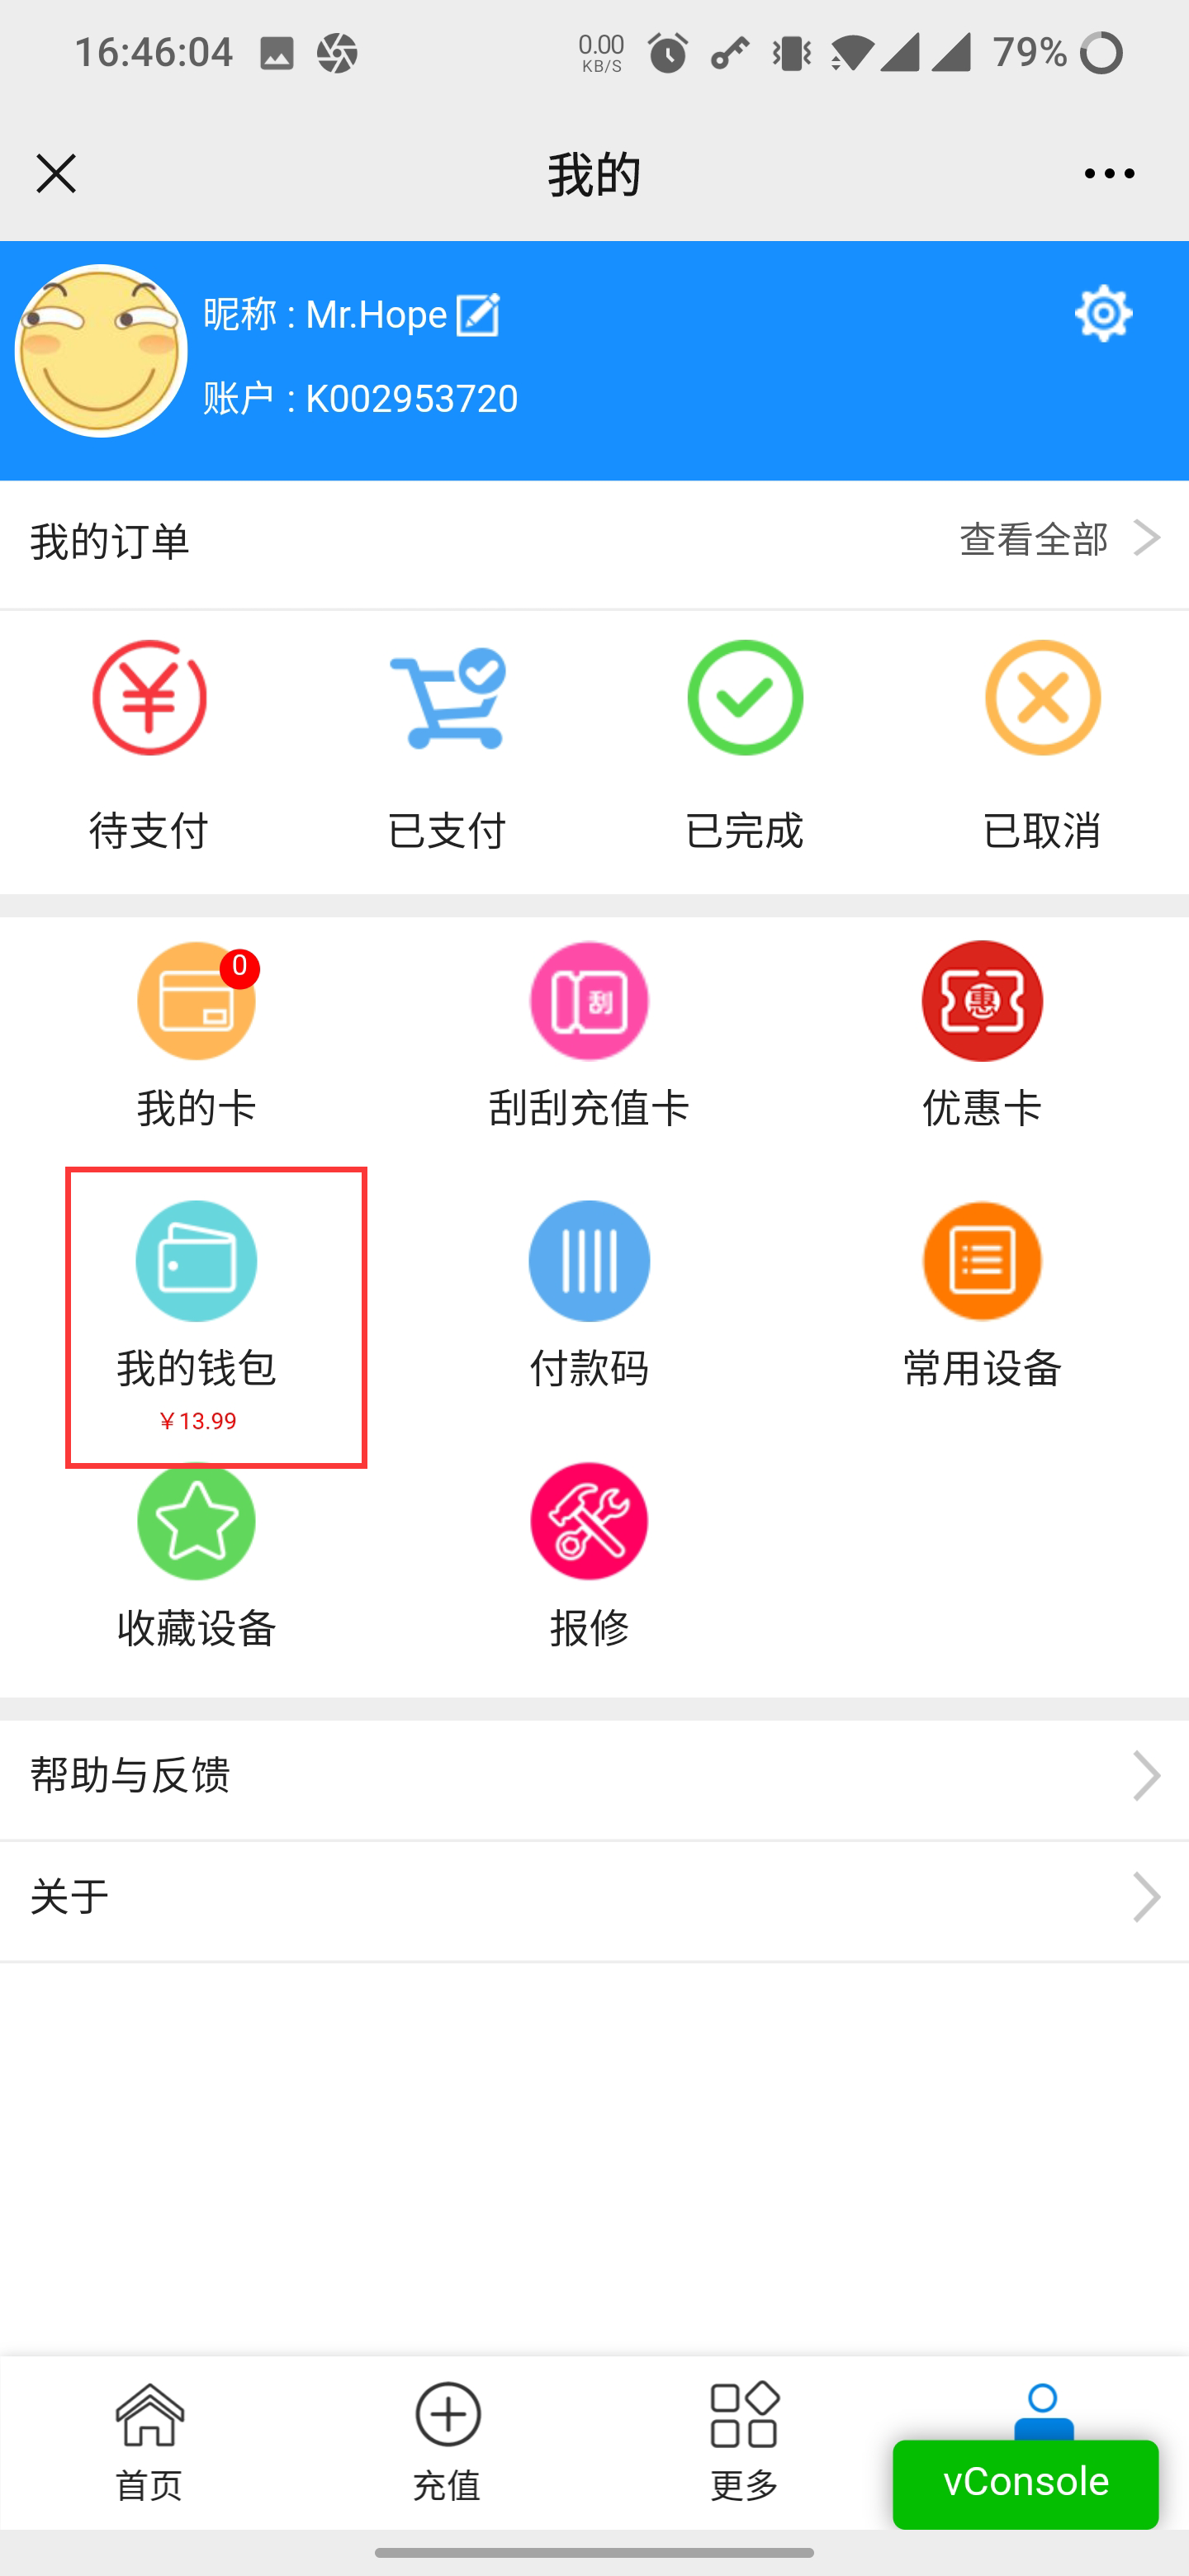 16:46:04 0.00 KB/S 79%
我的
昵称 : Mr.Hope
账户 : K002953720
我的订单 查看全部
待支付 已支付 已完成 已取消
0
刮 惠
我的卡 刮刮充值卡 优惠卡
我的钱包 付款码 常用设备
￥13.99
收藏设备 报修
帮助与反馈
关于
首页 充值 更多 vConsole